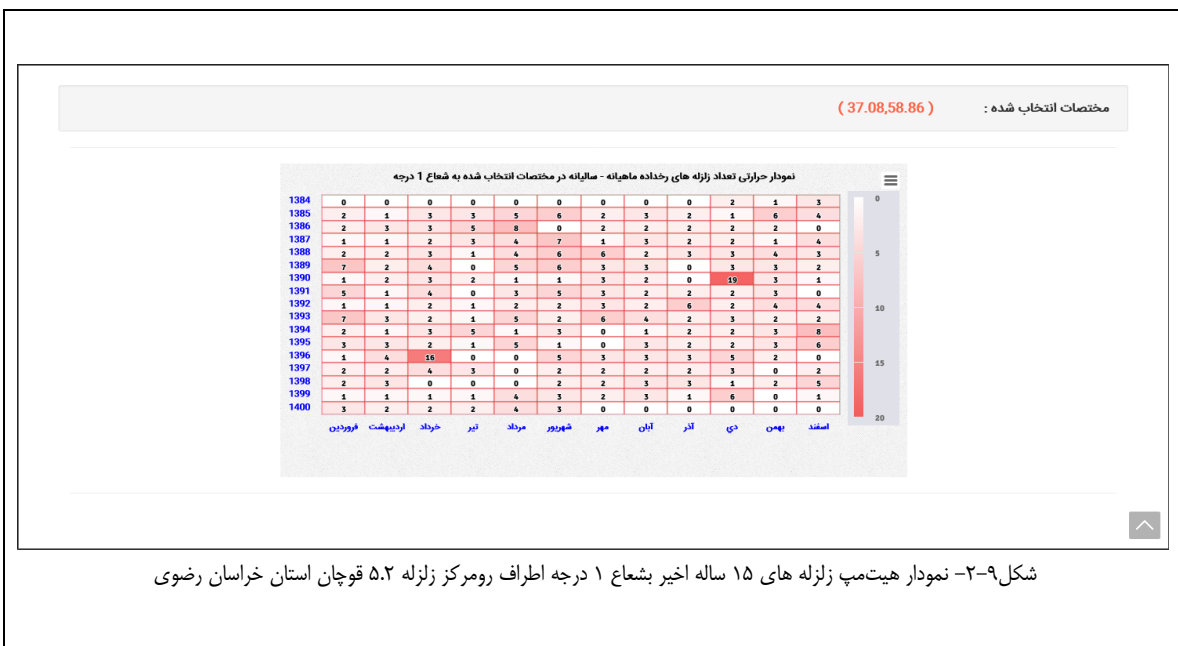 مختصات انتخاب شده : ( 37.08,58.86 )
نمودار حرارتی تعداد زلزله های رخداده ماهیانه - سالیانه در مختصات انتخاب شده به شعاع 1 درجه
1384 0 0 0 0 0 0 0 0 0 2 1 3
1385 2 1 3 3 5 6 2 3 2 1 6 4
1386 2 3 3 5 8 0 2 2 2 2 2 0
1387 1 1 2 3 4 7 1 3 2 2 1 4
1388 2 2 3 1 4 6 6 2 3 3 4 3
1389 7 2 4 0 5 6 3 3 0 3 3 2
1390 1 2 3 2 1 1 3 2 0 19 3 1
1391 5 1 4 0 3 5 3 2 2 2 3 0
1392 1 1 2 1 2 2 3 2 6 2 4 4
1393 7 3 2 1 5 2 6 4 2 3 2 2
1394 2 1 3 5 1 3 0 1 2 2 3 8
1395 3 3 2 1 5 1 0 3 2 2 3 6
1396 1 4 16 0 0 5 3 3 3 5 2 0
1397 2 2 4 3 0 2 2 2 2 3 0 2
1398 2 3 0 0 0 2 2 3 3 1 2 5
1399 1 1 1 1 4 3 2 3 1 6 0 1
1400 3 2 2 2 4 3 0 0 0 0 0 0
فروردین اردیبهشت خرداد تیر مرداد شهریور مهر آبان آذر دي بهمن اسفند
0
5
10
15
20
شکل۹-۲- نمودار هیت‌مپ زلزله های ۱۵ ساله اخیر بشعاع ۱ درجه اطراف رومرکز زلزله ۵.۲ قوچان استان خراسان رضوی